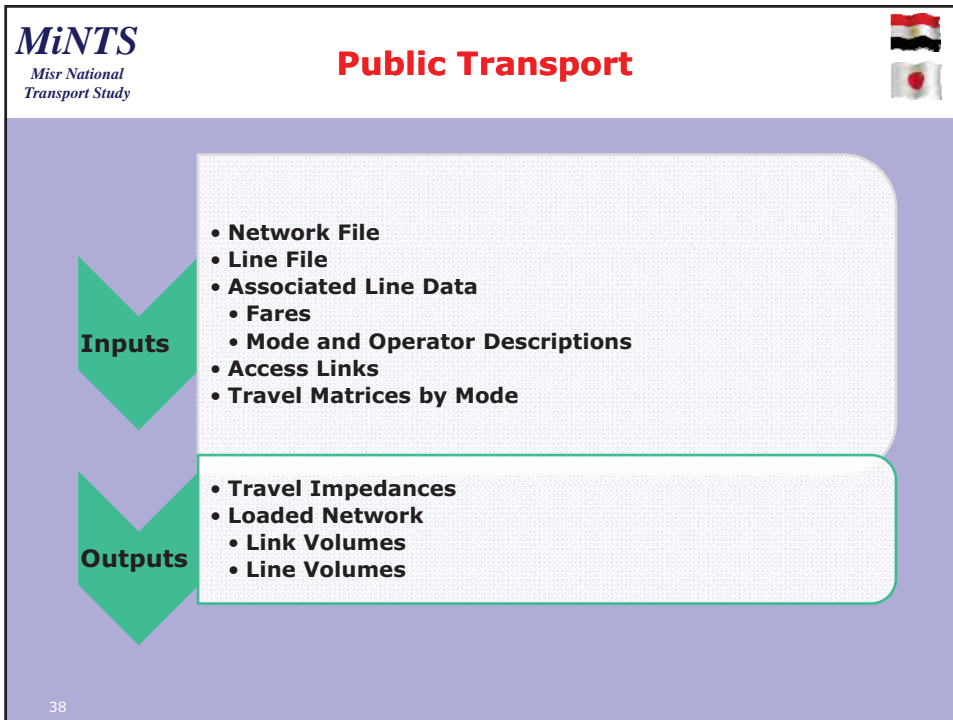 MiNTS
Misr National
Transport Study
Public Transport
Inputs
• Network File
• Line File
• Associated Line Data
• Fares
• Mode and Operator Descriptions
• Access Links
• Travel Matrices by Mode
Outputs
• Travel Impedances
• Loaded Network
• Link Volumes
• Line Volumes
38